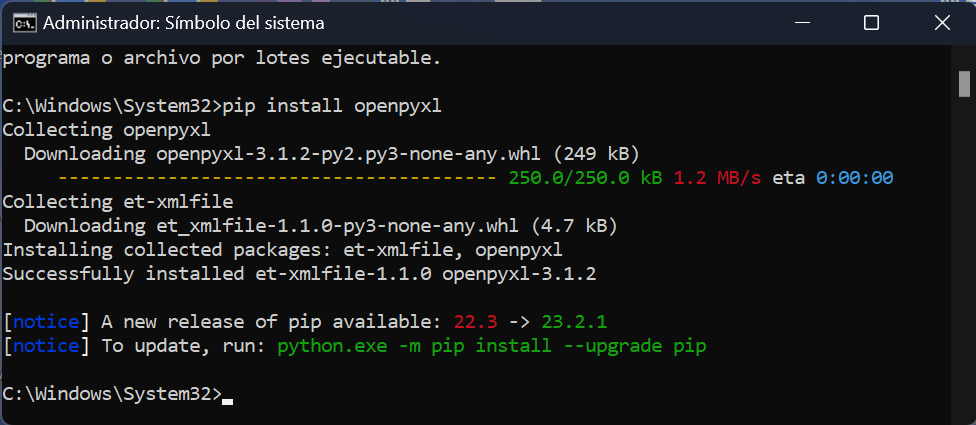 Administrador: Símbolo del sistema
programa o archivo por lotes ejecutable.
C:\Windows\System32>pip install openpyxl
Collecting openpyxl
  Downloading openpyxl-3.1.2-py2.py3-none-any.whl (249 kB)
     ---------------------------------------- 250.0/250.0 kB 1.2 MB/s eta 0:00:00
Collecting et-xmlfile
  Downloading et_xmlfile-1.1.0-py3-none-any.whl (4.7 kB)
Installing collected packages: et-xmlfile, openpyxl
Successfully installed et-xmlfile-1.1.0 openpyxl-3.1.2
[notice] A new release of pip available: 22.3 -> 23.2.1
[notice] To update, run: python.exe -m pip install --upgrade pip
C:\Windows\System32>